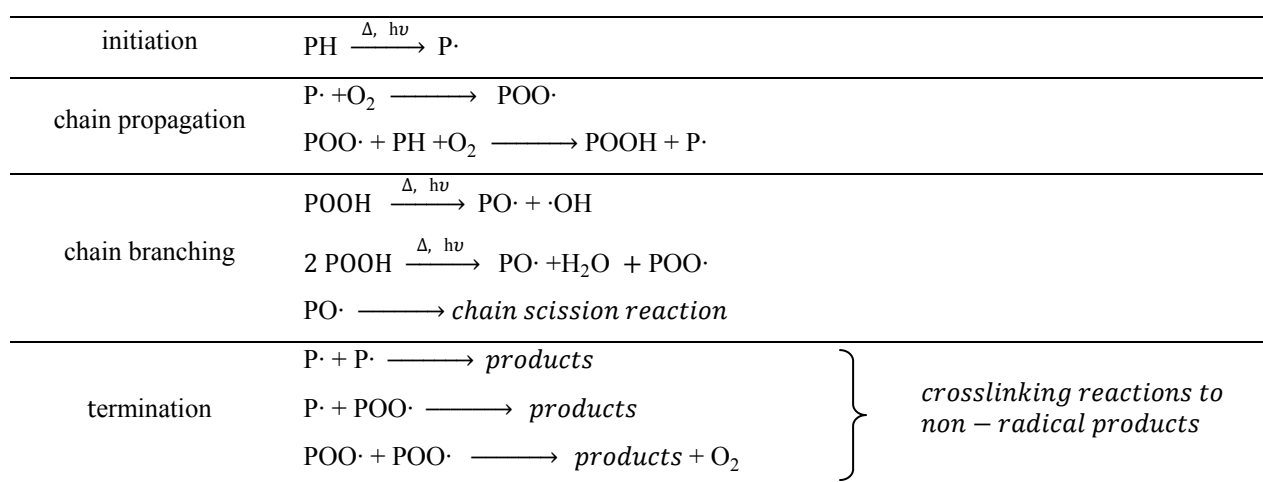 initiation PH Δ, hυ ⟶ P·
chain propagation
P· +O₂ ⟶ POO·
POO· + PH +O₂ ⟶ POOH + P·
chain branching
POOH Δ, hυ ⟶ PO· + ·OH
2 POOH Δ, hυ ⟶ PO· +H₂O + POO·
PO· ⟶ chain scission reaction
termination
P· + P· ⟶ products
P· + POO· ⟶ products
POO· + POO· ⟶ products + O₂
crosslinking reactions to
non − radical products